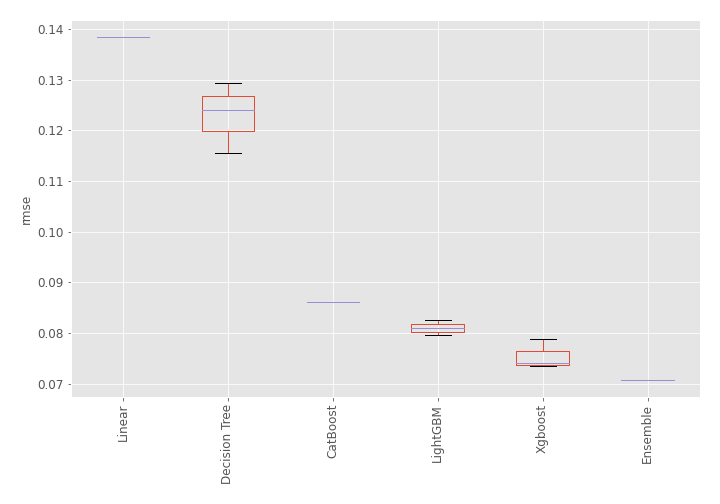 0.14
0.13
0.12
0.11
0.10
0.09
0.08
0.07
rmse
Linear
Decision Tree
CatBoost
LightGBM
Xgboost
Ensemble